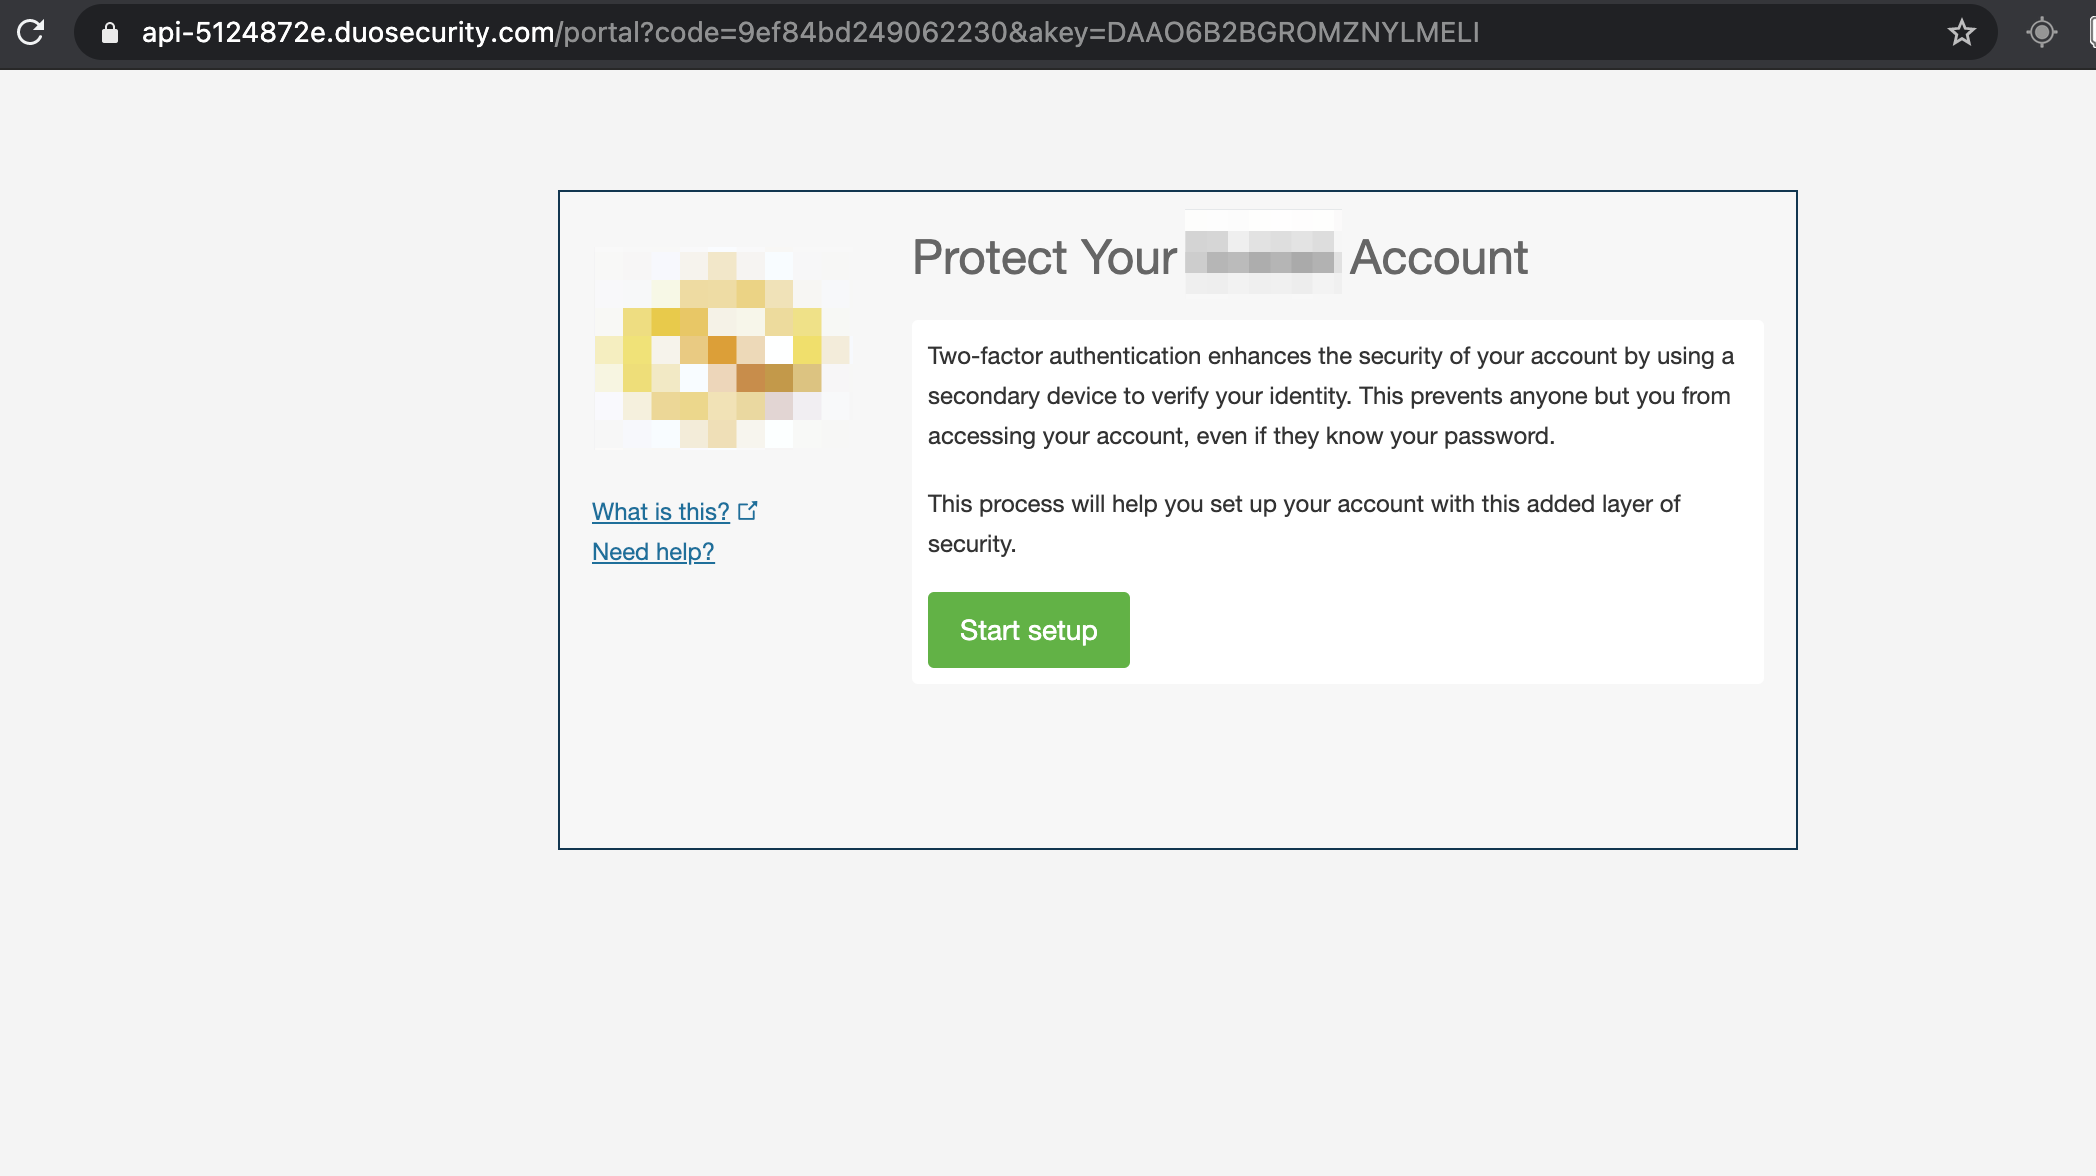 api-5124872e.duosecurity.com/portal?code=9ef84bd249062230&akey=DAAO6B2BGROMZNYLMELI
Protect Your Account
Two-factor authentication enhances the security of your account by using a
secondary device to verify your identity. This prevents anyone but you from
accessing your account, even if they know your password.
This process will help you set up your account with this added layer of
security.
Start setup
What is this?
Need help?